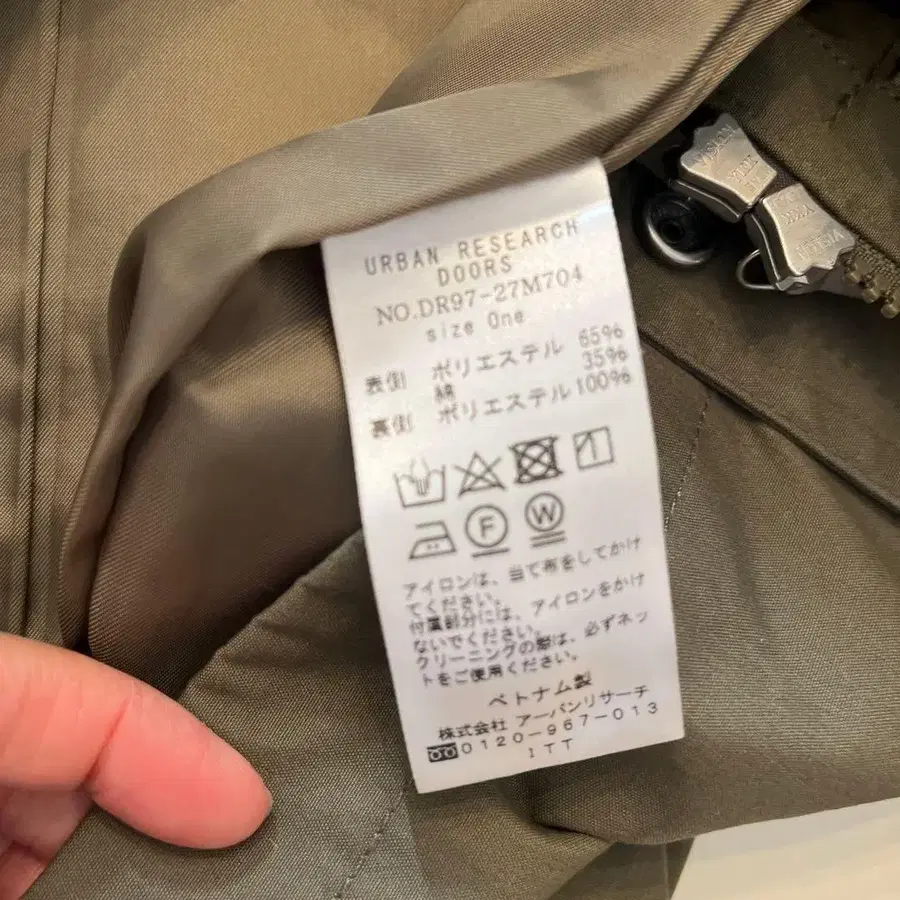 URBAN RESEARCH
DOORS
NO.DR97-27M704
size One
表側 ポリエステル 65%
綿 35%
裏側 ポリエステル 100%
F W
アイロンは、当て布をしてかけ
てください。
付属部分には、アイロンをかけ
ないでください。
クリーニングの際は、必ずネッ
トをご使用ください。
ベトナム製
株式会社 アーバンリサーチ
0120-967-013
ITT
YKK